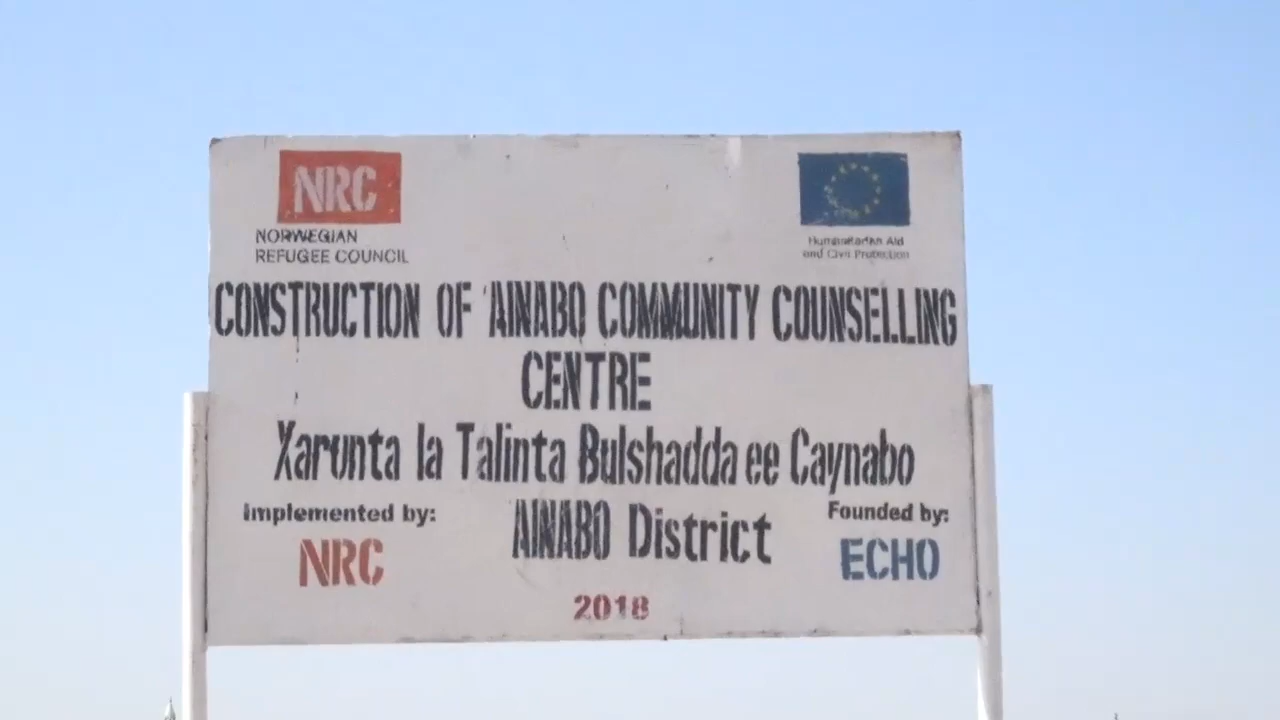 NRC
NORWEGIAN
REFUGEE COUNCIL
Humanitarian Aid
and Civil Protection
CONSTRUCTION OF 'AINABO COMMUNITY COUNSELLING
CENTRE
Xarunta la Talinta Bulshadda ee Caynabo
Implemented by:
NRC
AINABO District
Founded by:
ECHO
2018